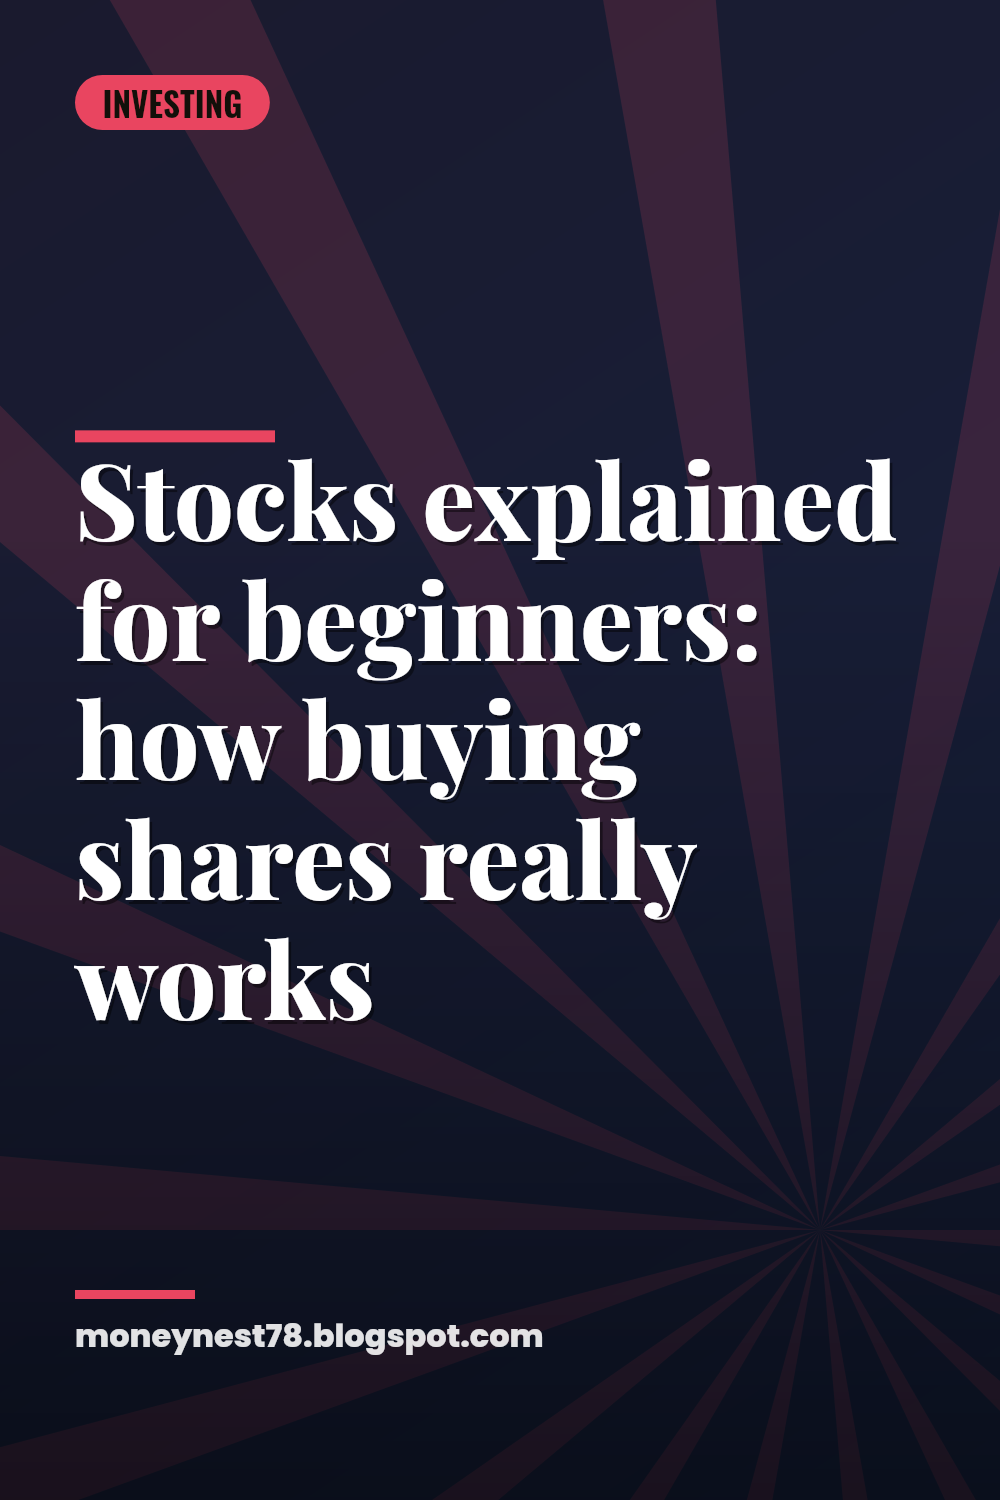 INVESTING
Stocks explained
for beginners:
how buying
shares really
works
moneynest78.blogspot.com